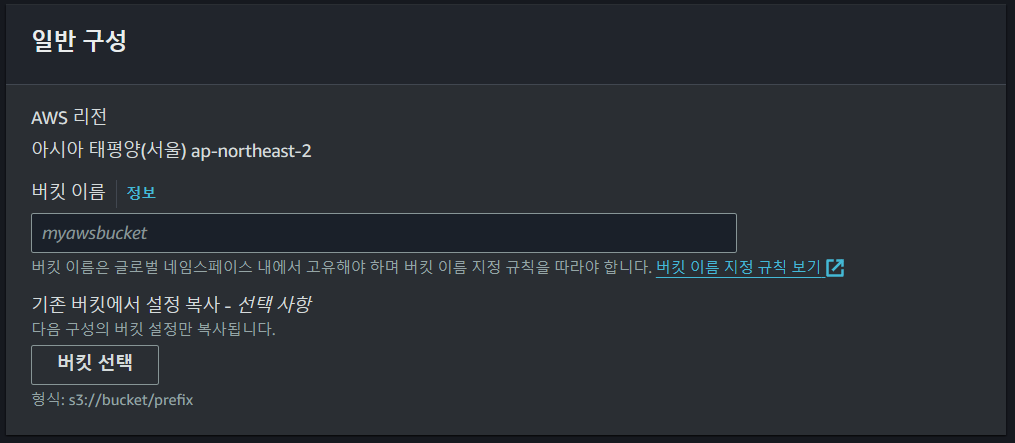 일반 구성
AWS 리전
아시아 태평양(서울) ap-northeast-2
버킷 이름 정보
myawsbucket
버킷 이름은 글로벌 네임스페이스 내에서 고유해야 하며 버킷 이름 지정 규칙을 따라야 합니다. 버킷 이름 지정 규칙 보기
기존 버킷에서 설정 복사 - 선택 사항
다음 구성의 버킷 설정만 복사됩니다.
버킷 선택
형식: s3://bucket/prefix